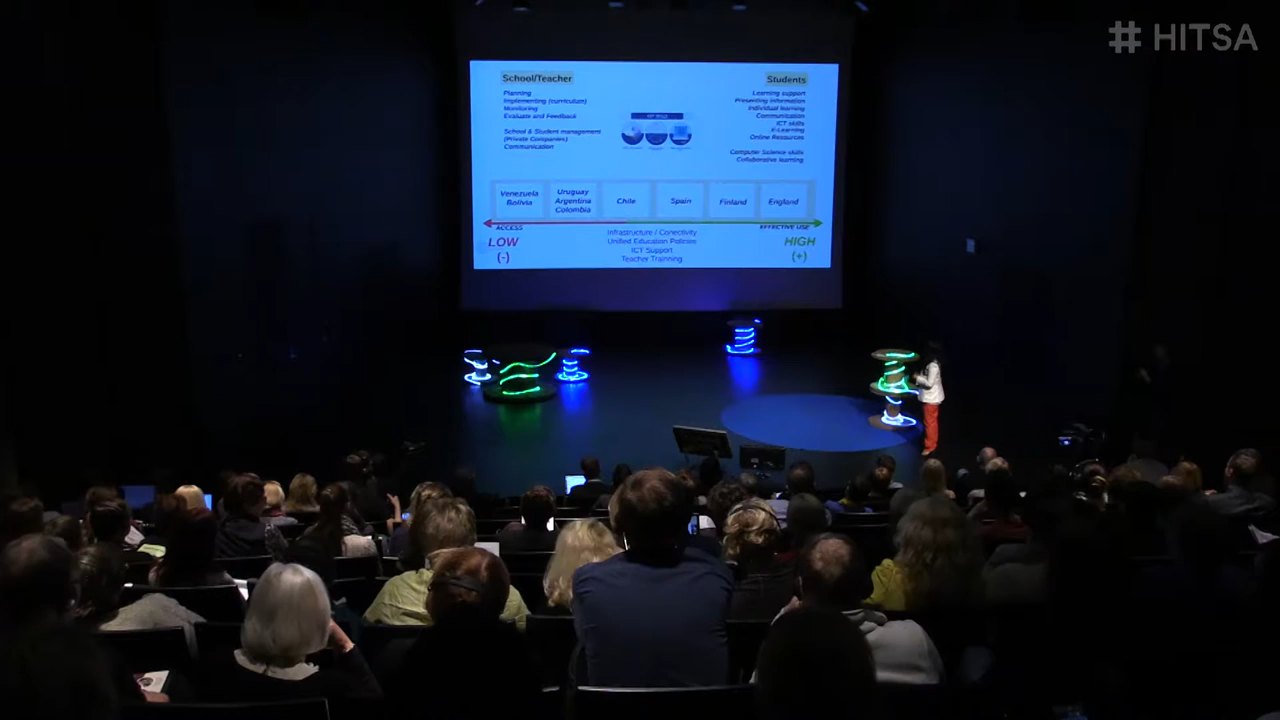 # HITSA
School/Teacher
Planning
Implementing (curriculum)
Monitoring
Evaluate and Feedback
School & Student management
(Private Companies)
Communication
Students
Learning support
Presenting Information
Individual learning
Communication
ICT skills
E-Learning
Online Resources
Computer Science skills
Collaborative learning
Venezuela
Bolivia
Uruguay
Argentina
Colombia
Chile
Spain
Finland
England
ACCESS
EFFECTIVE USE
LOW
(-)
Infrastructure / Conectivity
Unified Education Policies
ICT Support
Teacher Trainning
HIGH
(+)